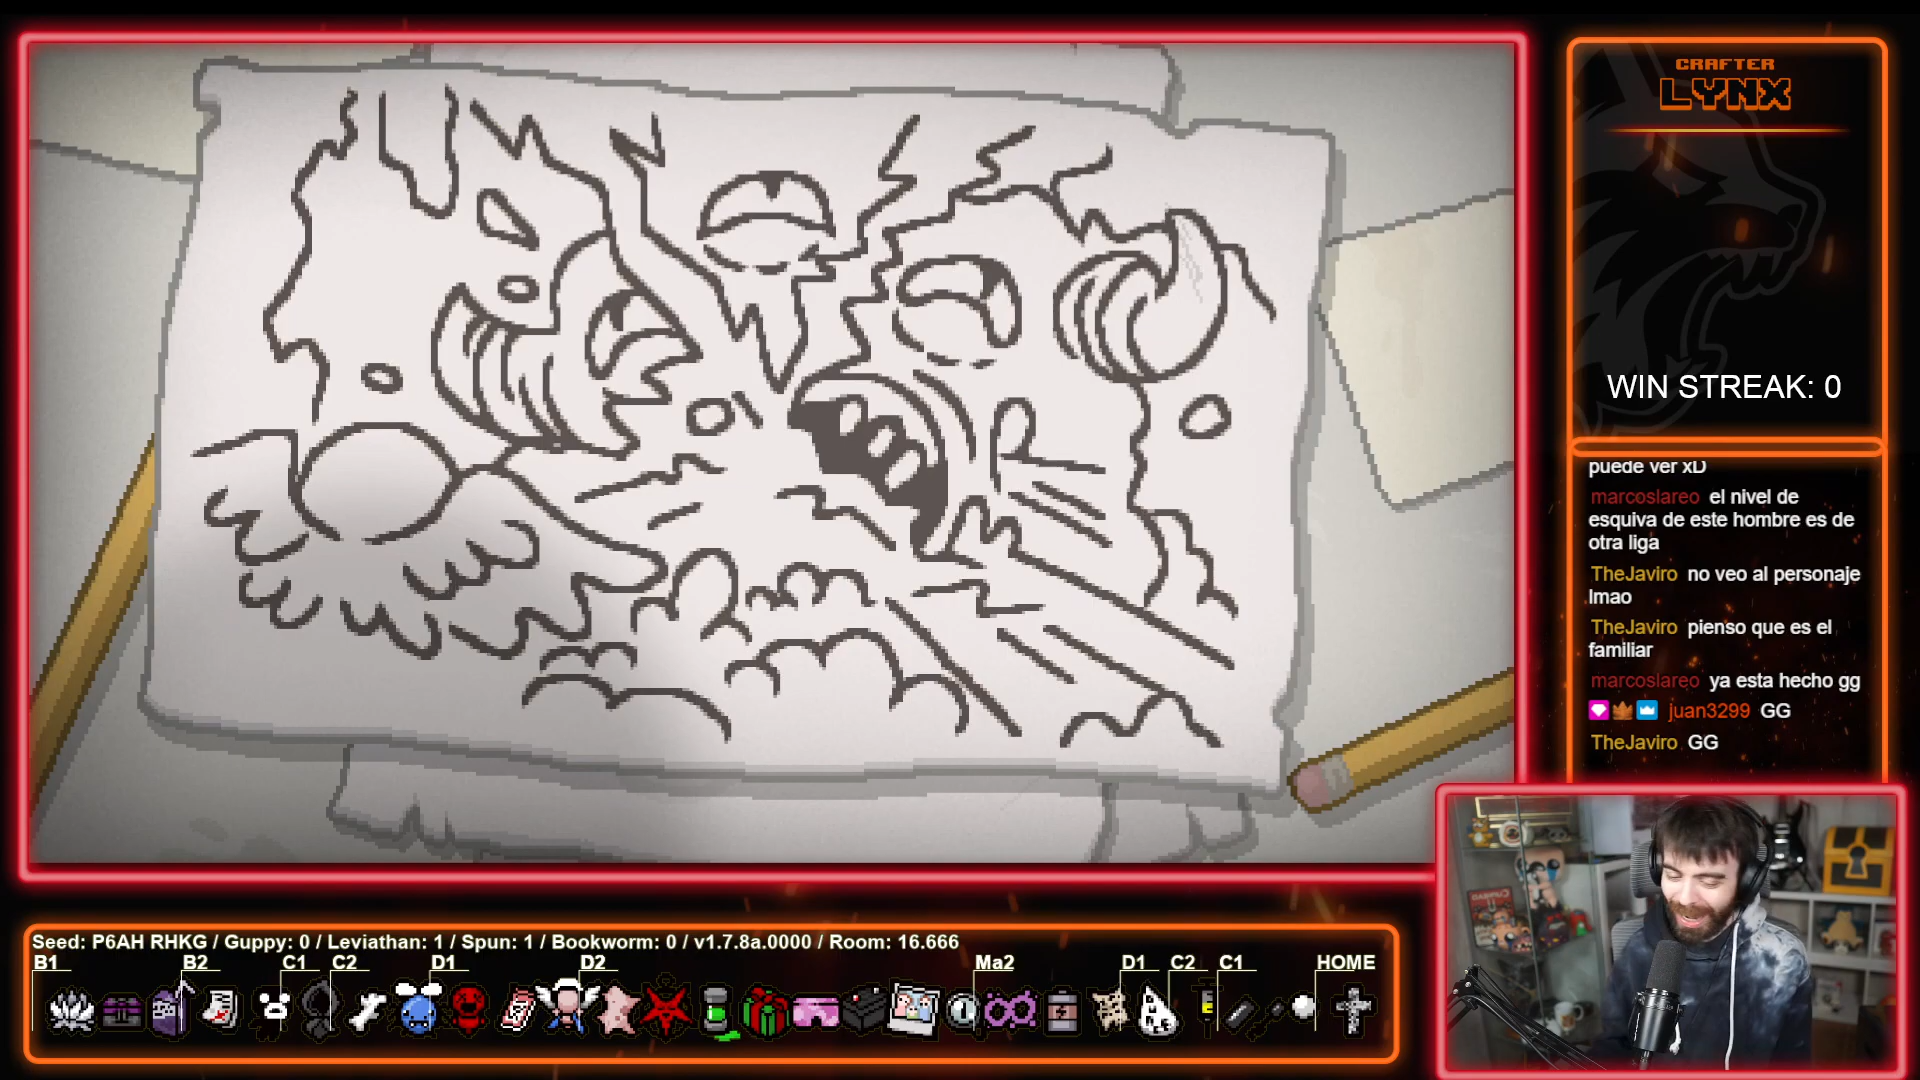 CRAFTER
LYNX
WIN STREAK: 0
puede ver xD
marcoslareo el nivel de
esquiva de este hombre es de
otra liga
TheJaviro no veo al personaje
lmao
TheJaviro pienso que es el
familiar
marcoslareo ya esta hecho gg
juan3299 GG
TheJaviro GG
Seed: P6AH RHKG / Guppy: 0 / Leviathan: 1 / Spun: 1 / Bookworm: 0 / v1.7.8a.0000 / Room: 16.666
B1 B2 C1 C2 D1 D2 Ma2 D1 C2 C1 HOME